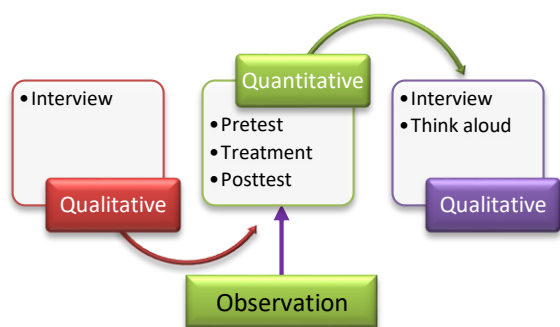 •Interview
Qualitative
Quantitative
•Pretest
•Treatment
•Posttest
•Interview
•Think aloud
Qualitative
Observation